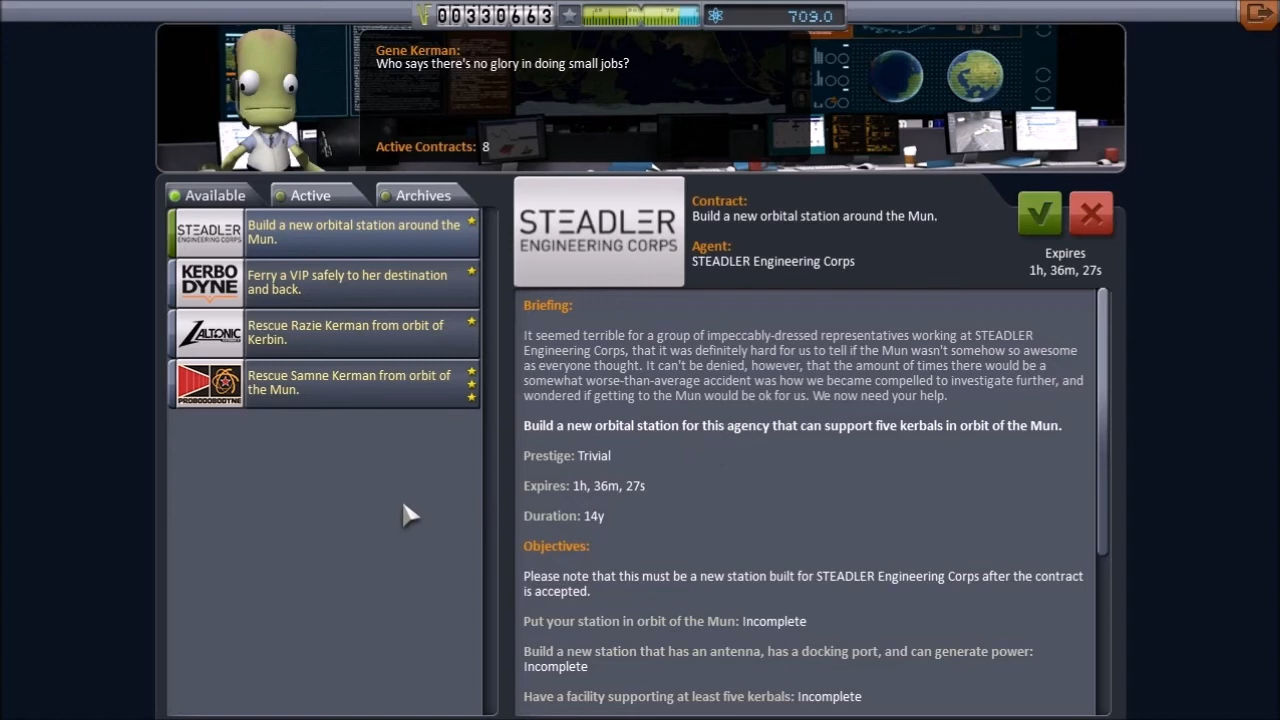 00330663
709.0
Gene Kerman:
Who says there's no glory in doing small jobs?
Active Contracts: 8
Available
Active
Archives
STEADLER
ENGINEERING CORPS
Build a new orbital station around the
Mun.
KERBO
DYNE
Ferry a VIP safely to her destination
and back.
ZALTONIC
Rescue Razie Kerman from orbit of
Kerbin.
PROBODOBODYNE
Rescue Samne Kerman from orbit of
the Mun.
STEADLER
ENGINEERING CORPS
Contract:
Build a new orbital station around the Mun.
Agent:
STEADLER Engineering Corps
Expires
1h, 36m, 27s
Briefing:
It seemed terrible for a group of impeccably-dressed representatives working at STEADLER
Engineering Corps, that it was definitely hard for us to tell if the Mun wasn't somehow so awesome
as everyone thought. It can't be denied, however, that the amount of times there would be a
somewhat worse-than-average accident was how we became compelled to investigate further, and
wondered if getting to the Mun would be ok for us. We now need your help.
Build a new orbital station for this agency that can support five kerbals in orbit of the Mun.
Prestige: Trivial
Expires: 1h, 36m, 27s
Duration: 14y
Objectives:
Please note that this must be a new station built for STEADLER Engineering Corps after the contract
is accepted.
Put your station in orbit of the Mun: Incomplete
Build a new station that has an antenna, has a docking port, and can generate power:
Incomplete
Have a facility supporting at least five kerbals: Incomplete